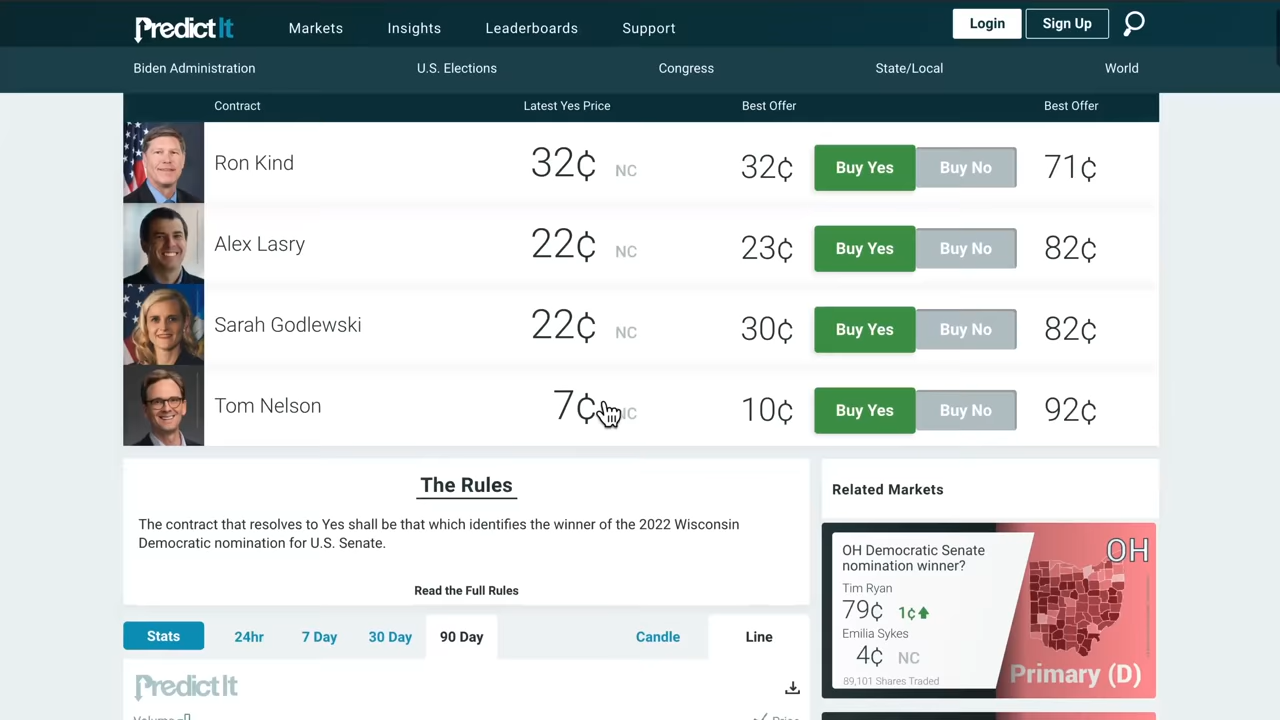 PredictIt
Markets
Insights
Leaderboards
Support
Login
Sign Up
Biden Administration
U.S. Elections
Congress
State/Local
World
Contract
Latest Yes Price
Best Offer
Best Offer
Ron Kind
32¢ NC
32¢
Buy Yes
Buy No
71¢
Alex Lasry
22¢ NC
23¢
Buy Yes
Buy No
82¢
Sarah Godlewski
22¢ NC
30¢
Buy Yes
Buy No
82¢
Tom Nelson
7¢
10¢
Buy Yes
Buy No
92¢
The Rules
The contract that resolves to Yes shall be that which identifies the winner of the 2022 Wisconsin
Democratic nomination for U.S. Senate.
Read the Full Rules
Stats
24hr
7 Day
30 Day
90 Day
Candle
Line
PredictIt
Related Markets
OH Democratic Senate
nomination winner?
Tim Ryan
79¢ 1¢
Emilia Sykes
4¢ NC
89,101 Shares Traded
OH
Primary (D)